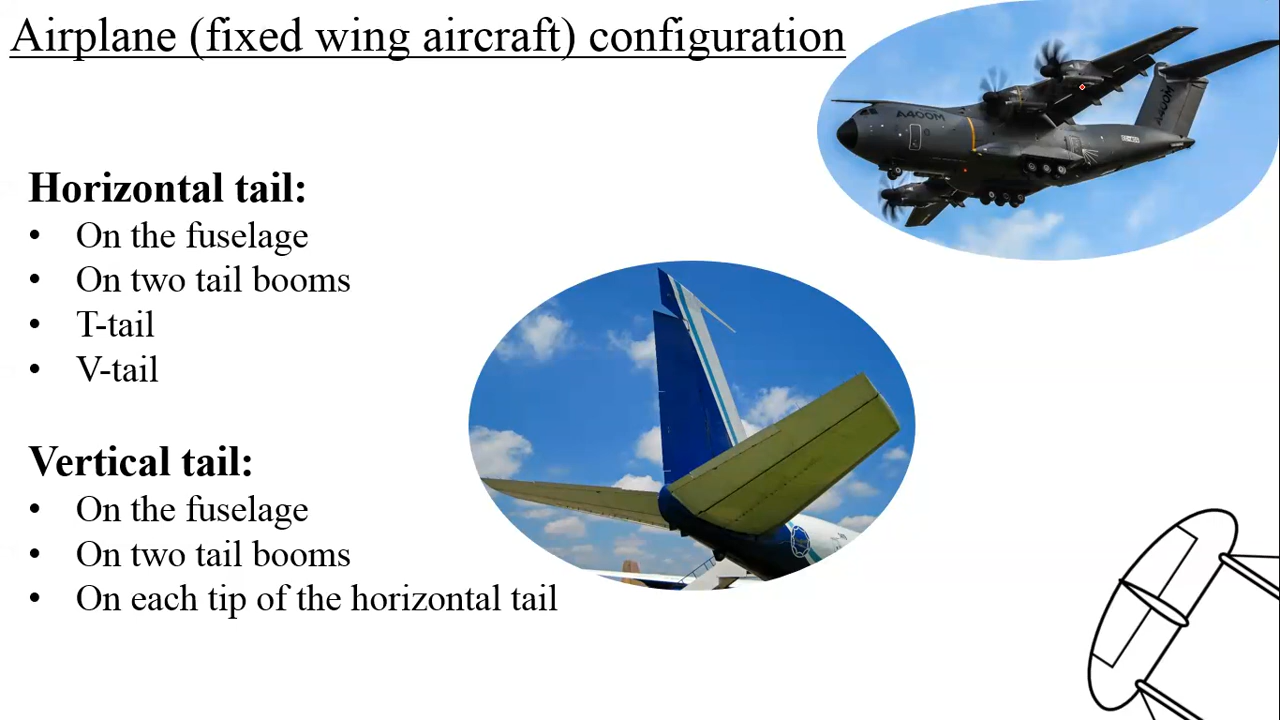 Airplane (fixed wing aircraft) configuration
A400M
A400M
Horizontal tail:
• On the fuselage
• On two tail booms
• T-tail
• V-tail
Vertical tail:
• On the fuselage
• On two tail booms
• On each tip of the horizontal tail